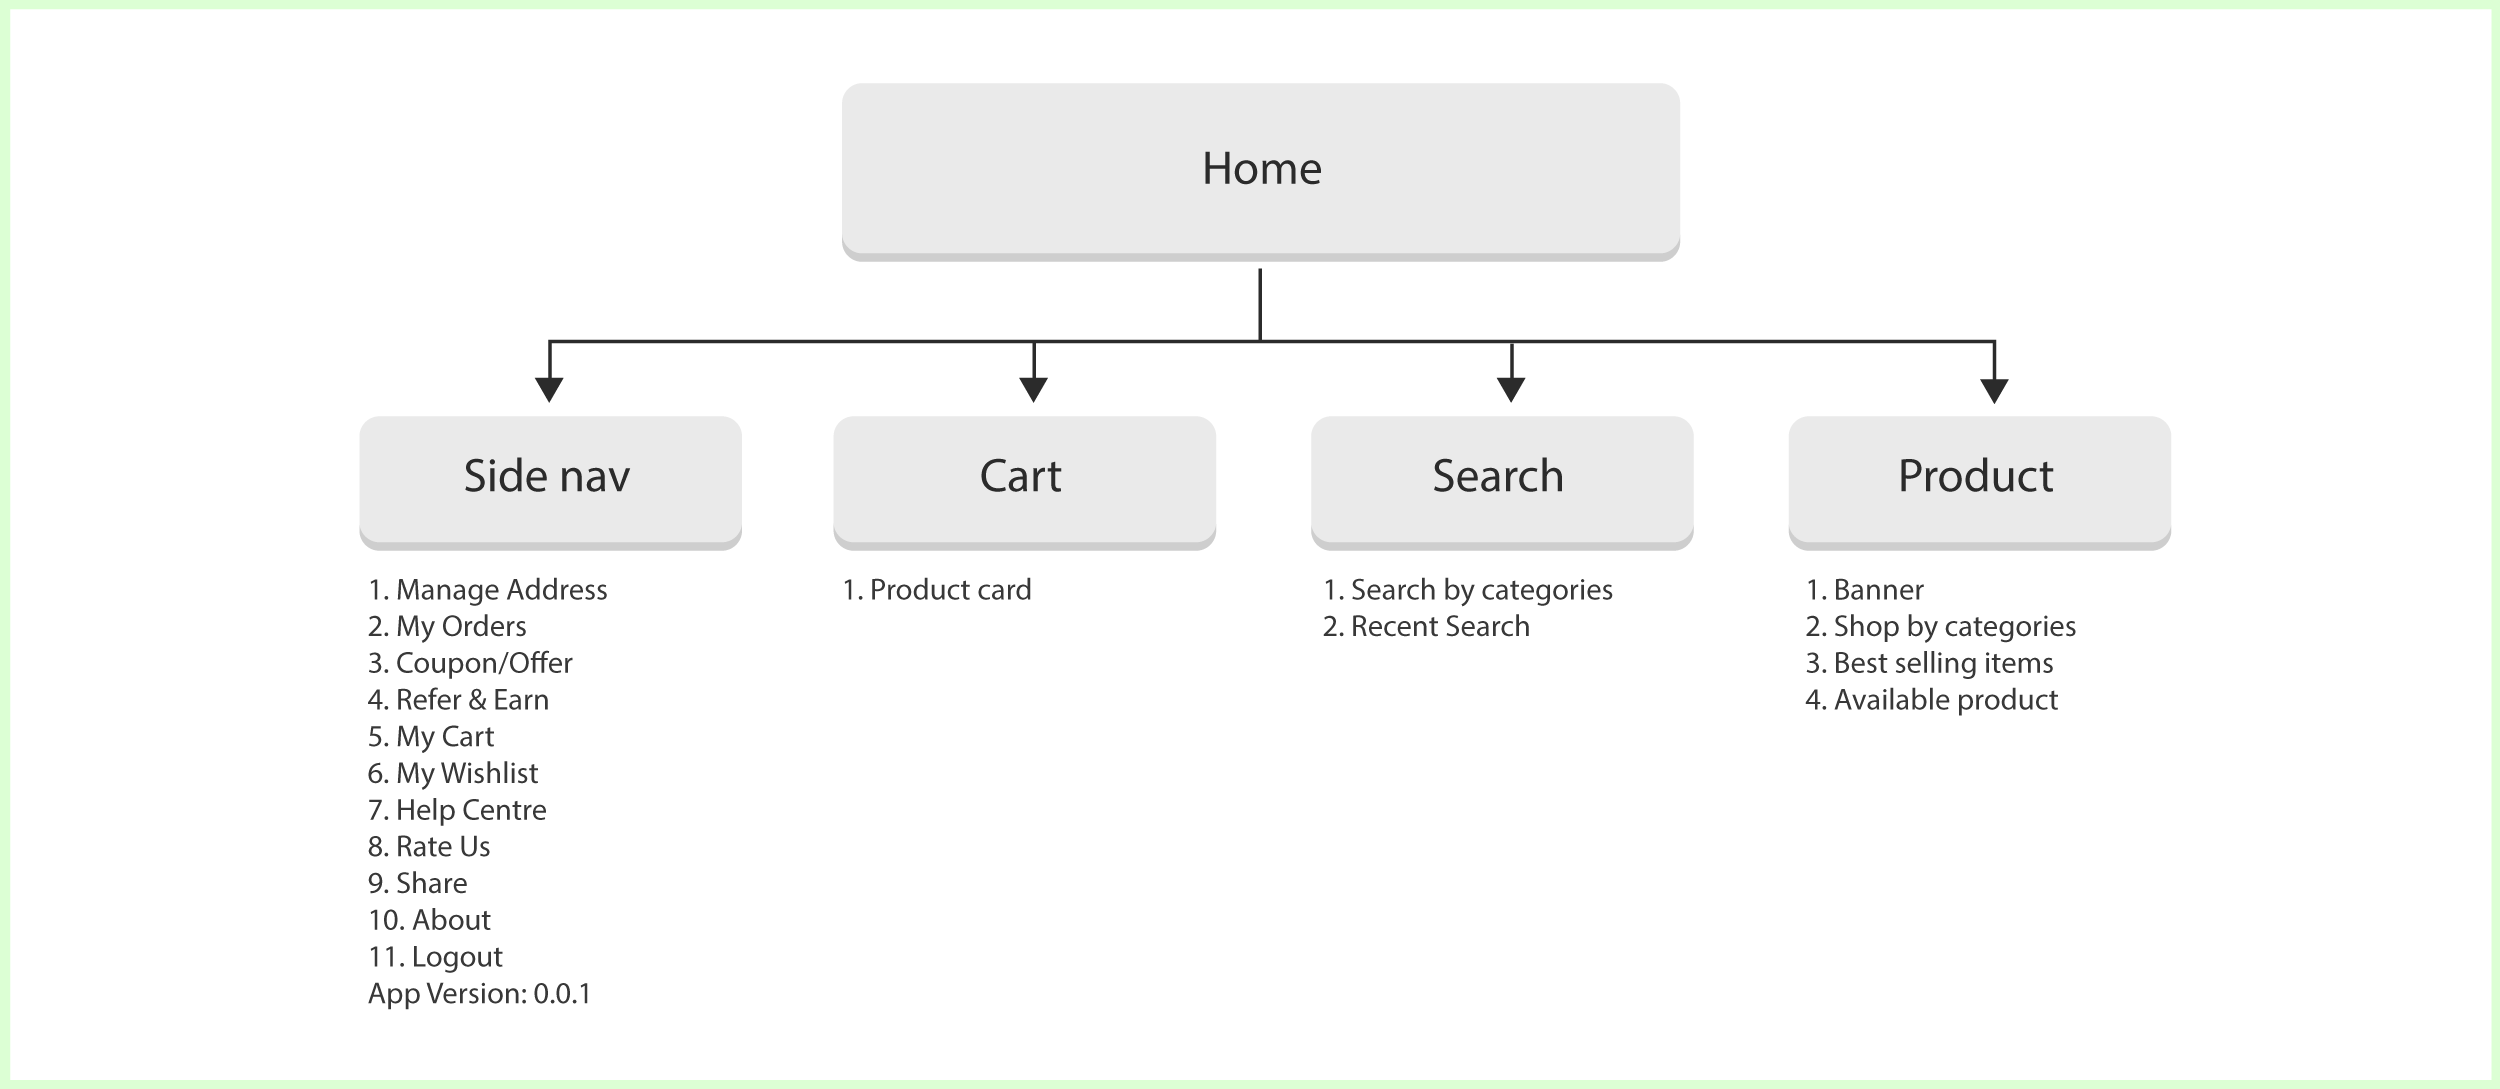 Home
Side nav
Cart
Search
Product
1. Manage Address
2. My Orders
3. Coupon/Offer
4. Refer & Earn
5. My Cart
6. My Wishlist
7. Help Centre
8. Rate Us
9. Share
10. About
11. Logout
App Version: 0.0.1
1. Product card
1. Search by categories
2. Recent Search
1. Banner
2. Shop by categories
3. Best selling items
4. Available product